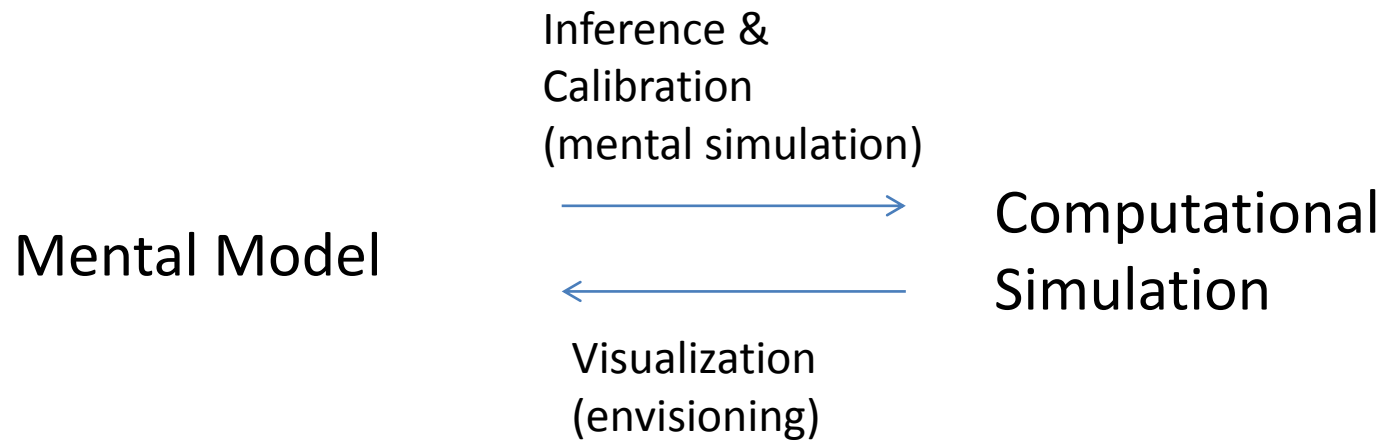 Inference &
Calibration
(mental simulation)
Mental Model
Computational
Simulation
Visualization
(envisioning)